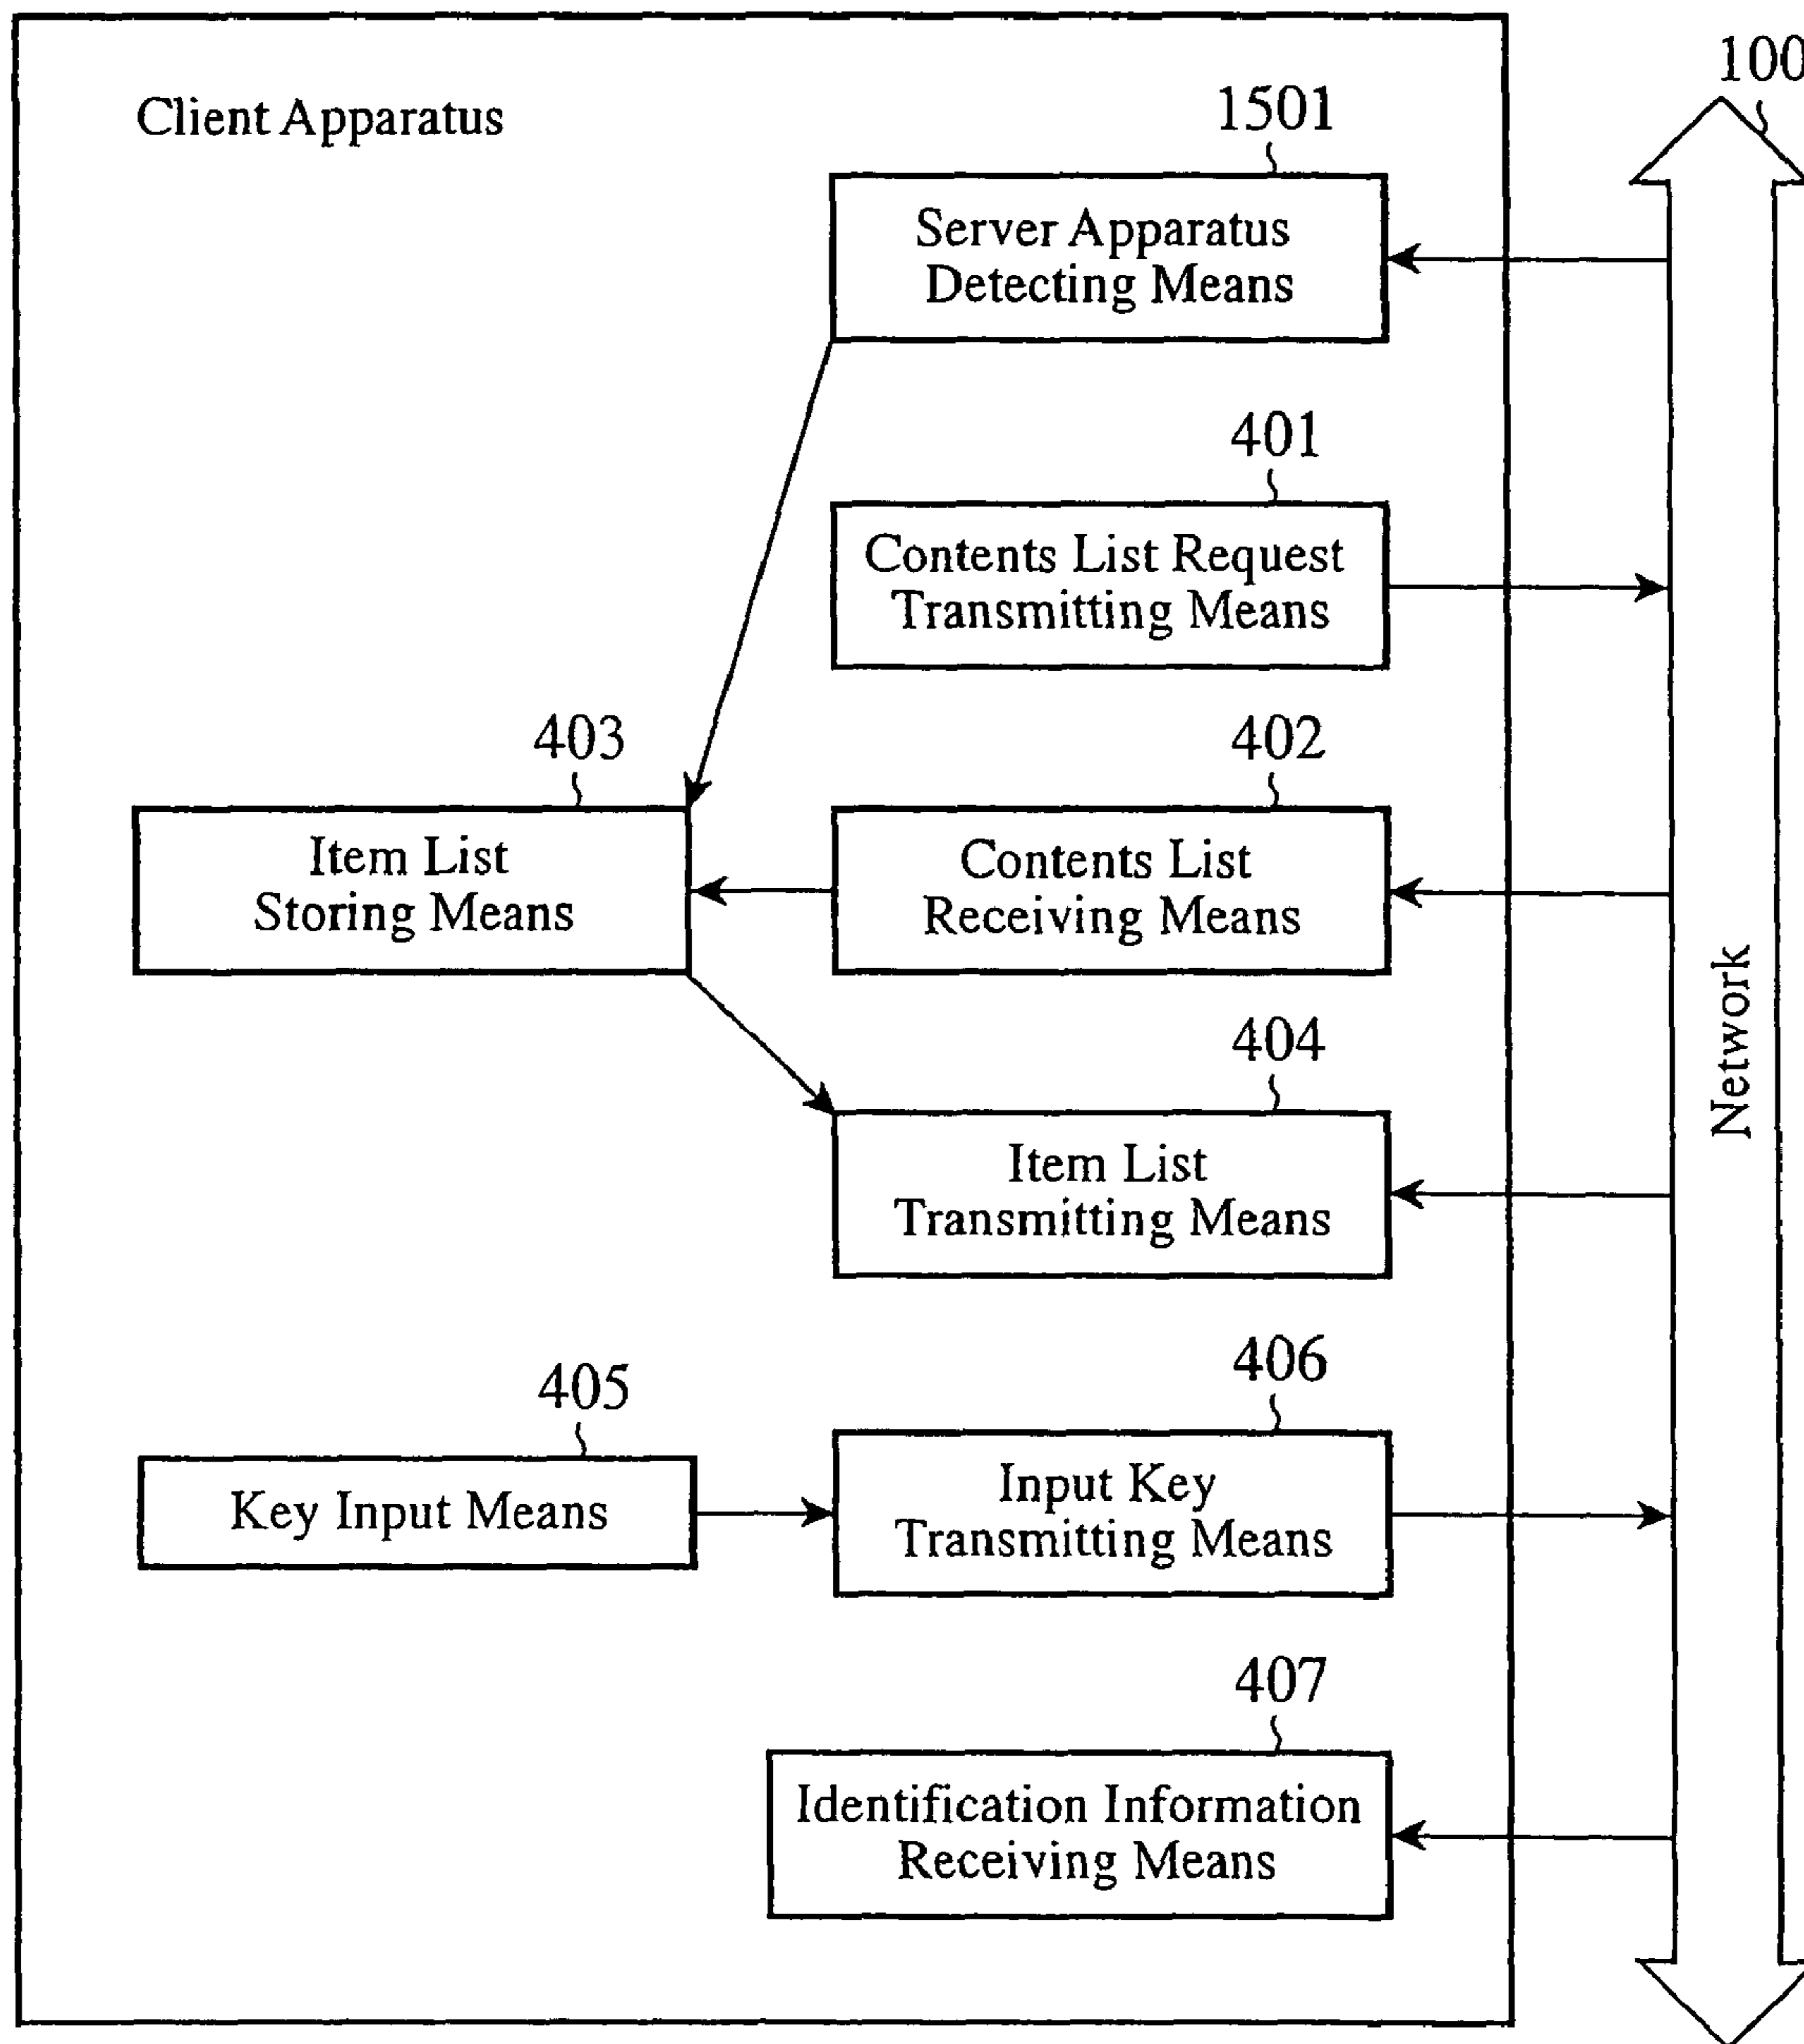 100
Client Apparatus
1501
Server Apparatus
Detecting Means
401
Contents List Request
Transmitting Means
403
402
Item List
Storing Means
Contents List
Receiving Means
Network
404
Item List
Transmitting Means
405
406
Key Input Means
Input Key
Transmitting Means
407
Identification Information
Receiving Means